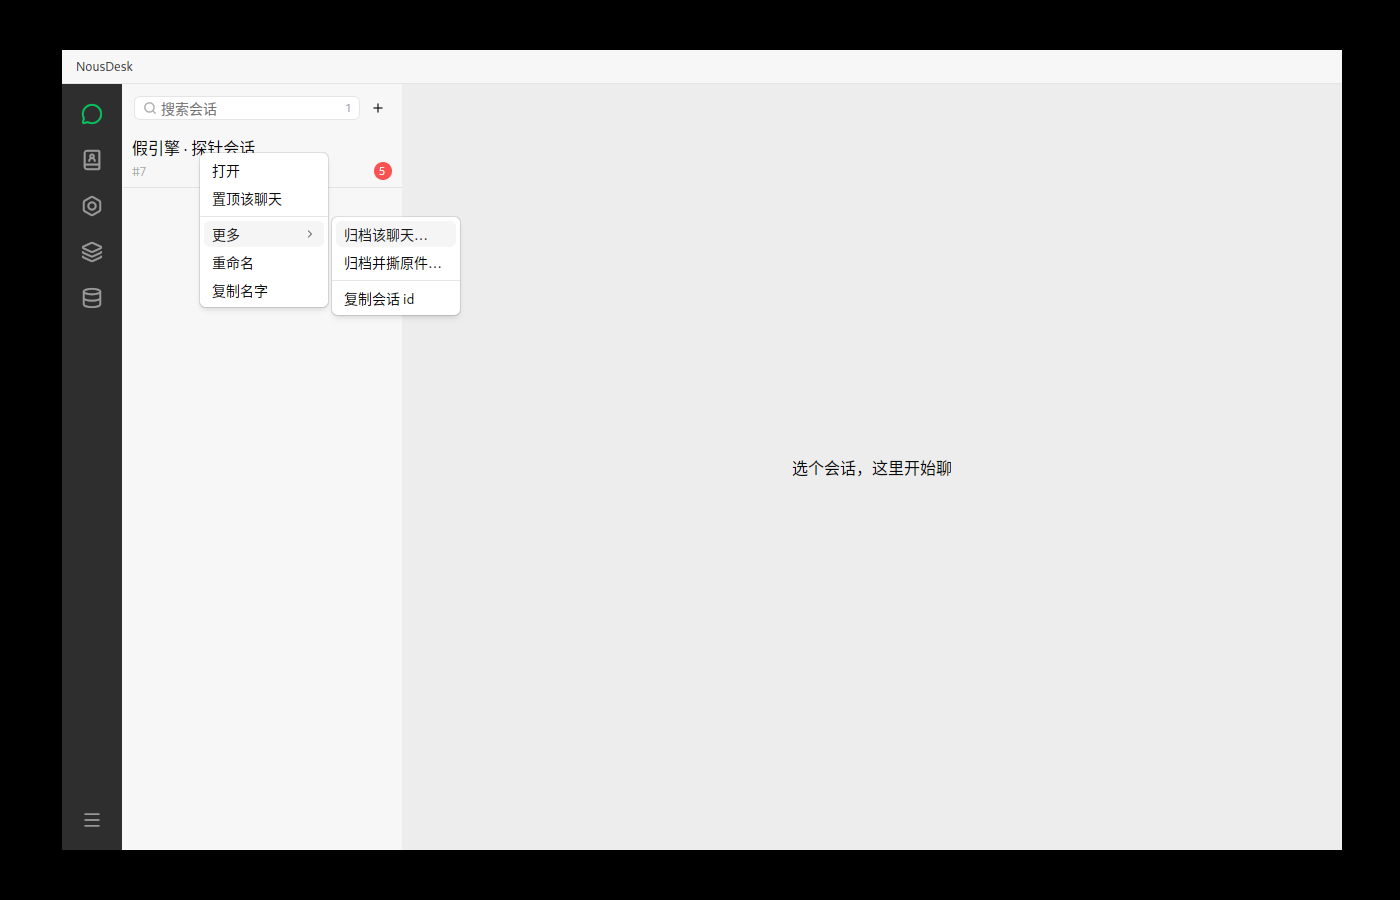 NousDesk
搜索会话 1
假引擎 · 探针会话
#7 5
打开
置顶该聊天
更多
重命名
复制名字
归档该聊天…
归档并撕原件…
复制会话 id
选个会话，这里开始聊